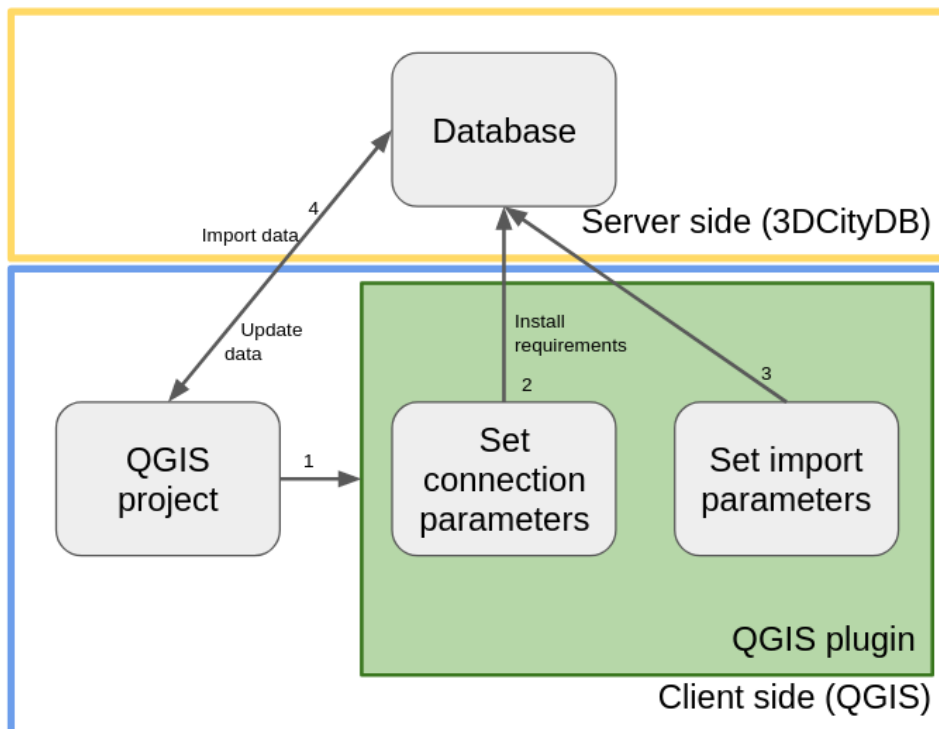 Database
Server side (3DCityDB)
4
Import data
Update
data
Install
requirements
2
3
1
QGIS
project
Set
connection
parameters
Set import
parameters
QGIS plugin
Client side (QGIS)